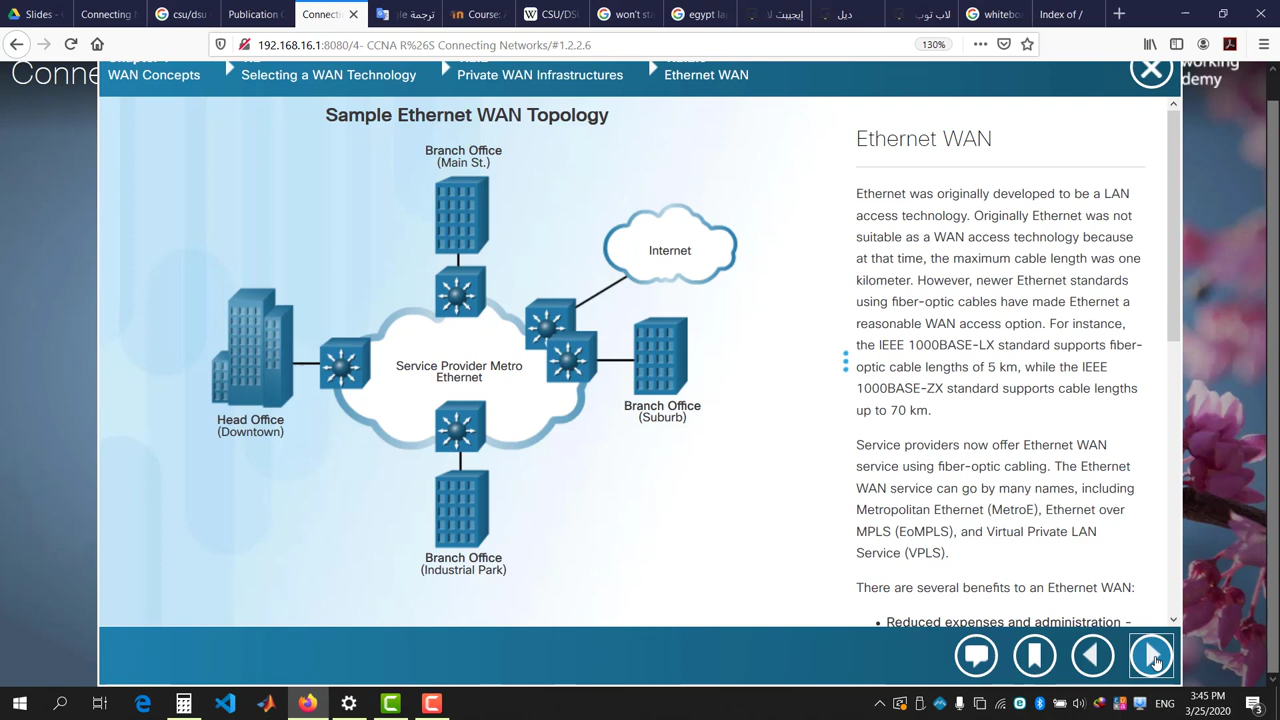 Slides -
Connecting N
csu/dsu
Publication C
Connecti
ترجمة
gle
Course:
CSU/DS
won't st
egypt la
إيجيبت لا
ديل
لاب توب
whiteboa
Index of /
192.168.16.1:8080/4- CCNA R%26S Connecting Networks/#1.2.2.6
130%
Conne
WAN Concepts
Selecting a WAN Technology
Private WAN Infrastructures
Ethernet WAN
working
demy
Sample Ethernet WAN Topology
Branch Office
(Main St.)
Internet
Service Provider Metro
Ethernet
Head Office
(Downtown)
Branch Office
(Suburb)
Branch Office
(Industrial Park)
Ethernet WAN
Ethernet was originally developed to be a LAN
access technology. Originally Ethernet was not
suitable as a WAN access technology because
at that time, the maximum cable length was one
kilometer. However, newer Ethernet standards
using fiber-optic cables have made Ethernet a
reasonable WAN access option. For instance,
the IEEE 1000BASE-LX standard supports fiber-
optic cable lengths of 5 km, while the IEEE
1000BASE-ZX standard supports cable lengths
up to 70 km.
Service providers now offer Ethernet WAN
service using fiber-optic cabling. The Ethernet
WAN service can go by many names, including
Metropolitan Ethernet (MetroE), Ethernet over
MPLS (EoMPLS), and Virtual Private LAN
Service (VPLS).
There are several benefits to an Ethernet WAN:
• Reduced expenses and administration -
ENG
3:45 PM
3/25/2020
3